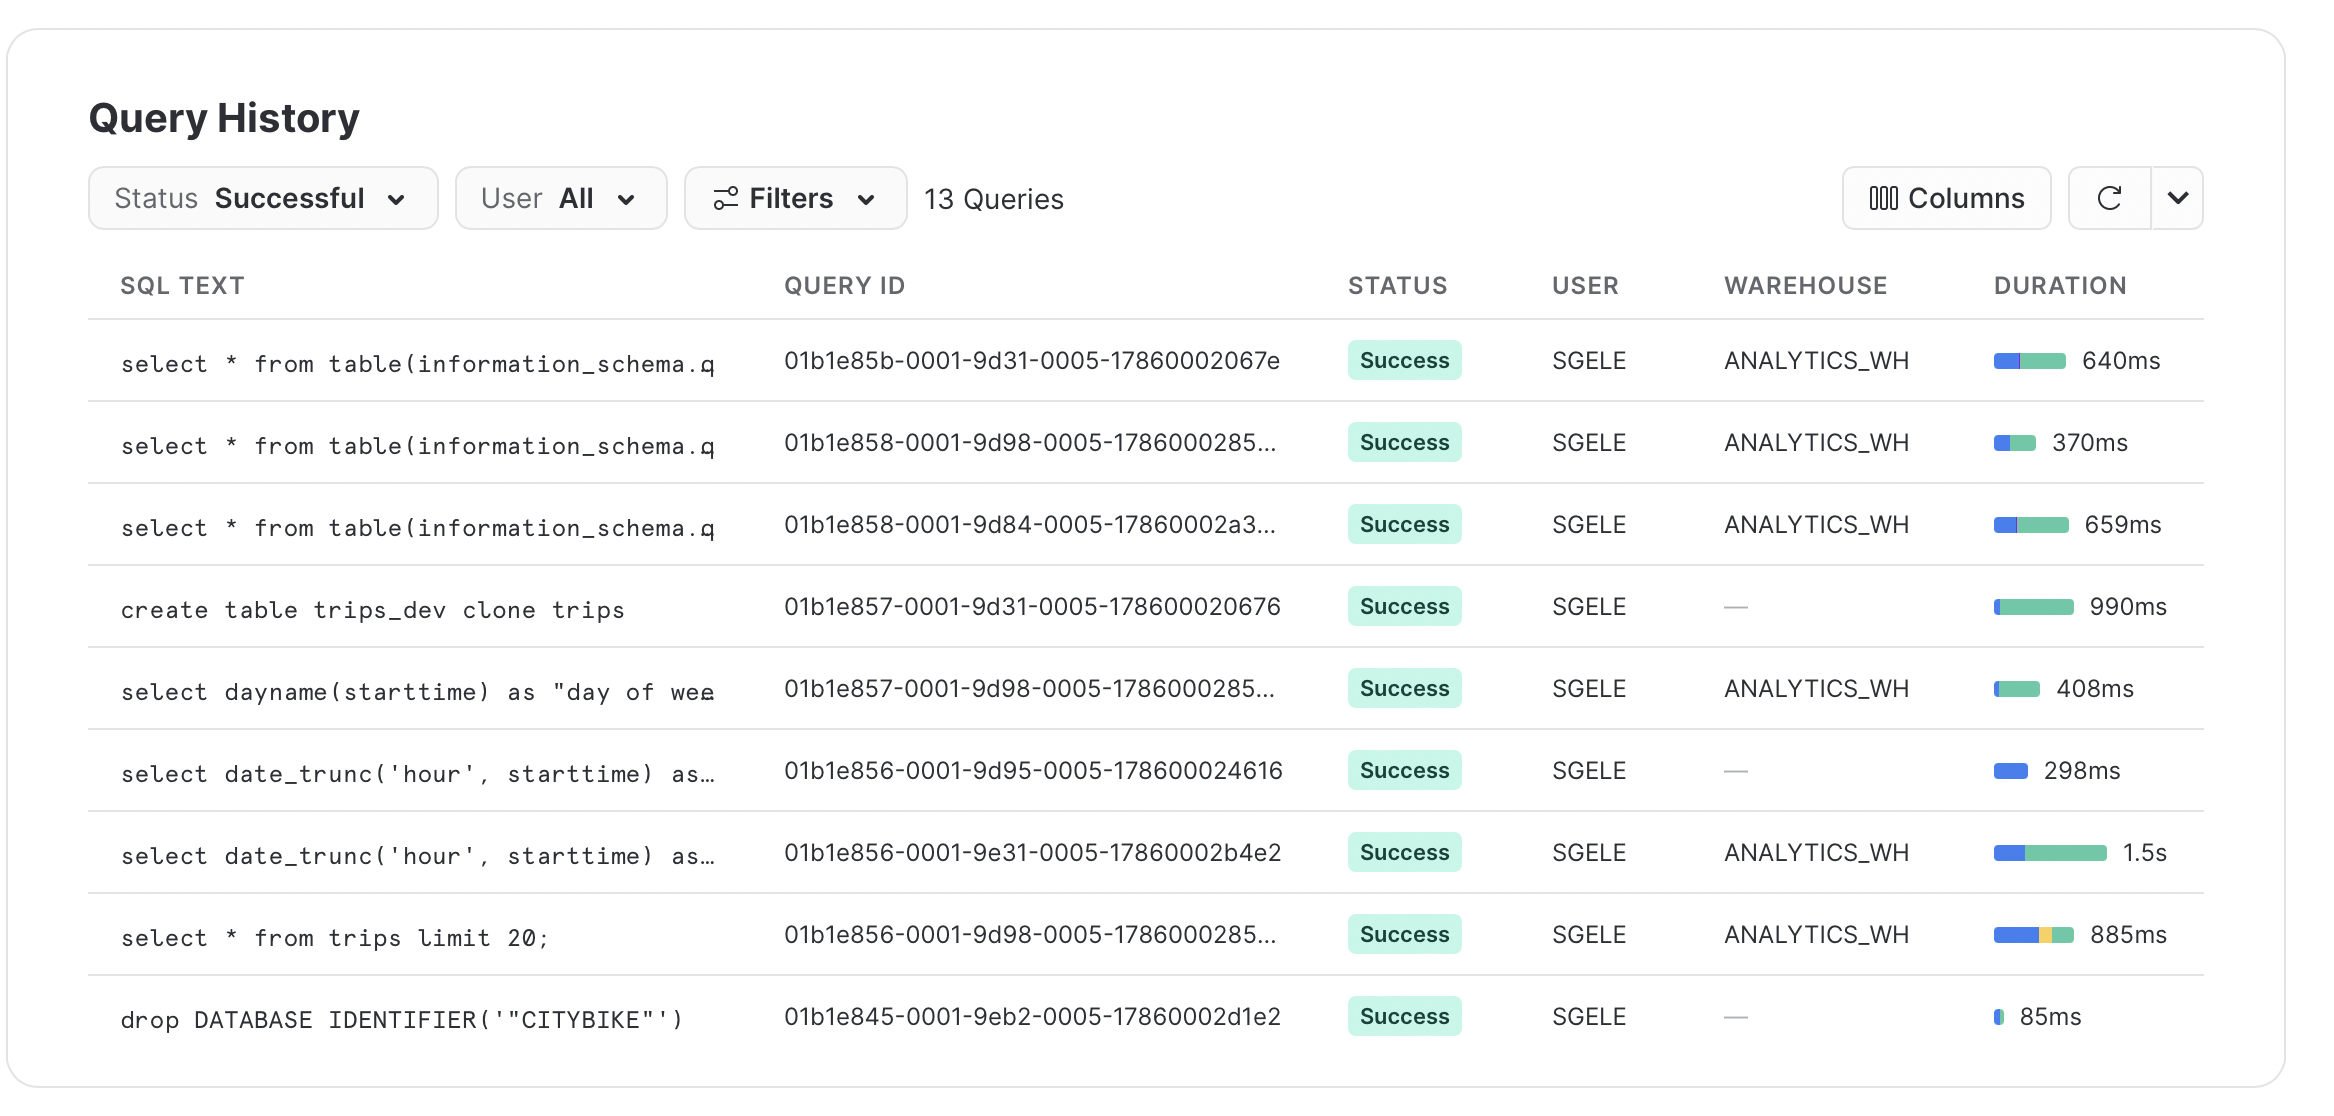 Query History
Status Successful User All Filters 13 Queries Columns
SQL TEXT QUERY ID STATUS USER WAREHOUSE DURATION
select * from table(information_schema.q 01b1e85b-0001-9d31-0005-17860002067e Success SGELE ANALYTICS_WH 640ms
select * from table(information_schema.q 01b1e858-0001-9d98-0005-1786000285... Success SGELE ANALYTICS_WH 370ms
select * from table(information_schema.q 01b1e858-0001-9d84-0005-17860002a3... Success SGELE ANALYTICS_WH 659ms
create table trips_dev clone trips 01b1e857-0001-9d31-0005-178600020676 Success SGELE — 990ms
select dayname(starttime) as "day of wee 01b1e857-0001-9d98-0005-1786000285... Success SGELE ANALYTICS_WH 408ms
select date_trunc('hour', starttime) as… 01b1e856-0001-9d95-0005-178600024616 Success SGELE — 298ms
select date_trunc('hour', starttime) as… 01b1e856-0001-9e31-0005-17860002b4e2 Success SGELE ANALYTICS_WH 1.5s
select * from trips limit 20; 01b1e856-0001-9d98-0005-1786000285... Success SGELE ANALYTICS_WH 885ms
drop DATABASE IDENTIFIER('"CITYBIKE"') 01b1e845-0001-9eb2-0005-17860002d1e2 Success SGELE — 85ms